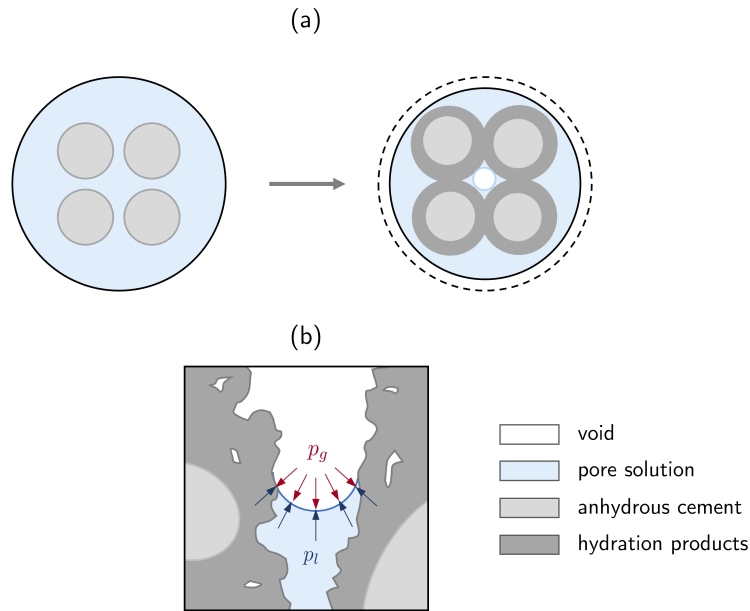 (a)
(b)
p_g
p_l
void
pore solution
anhydrous cement
hydration products